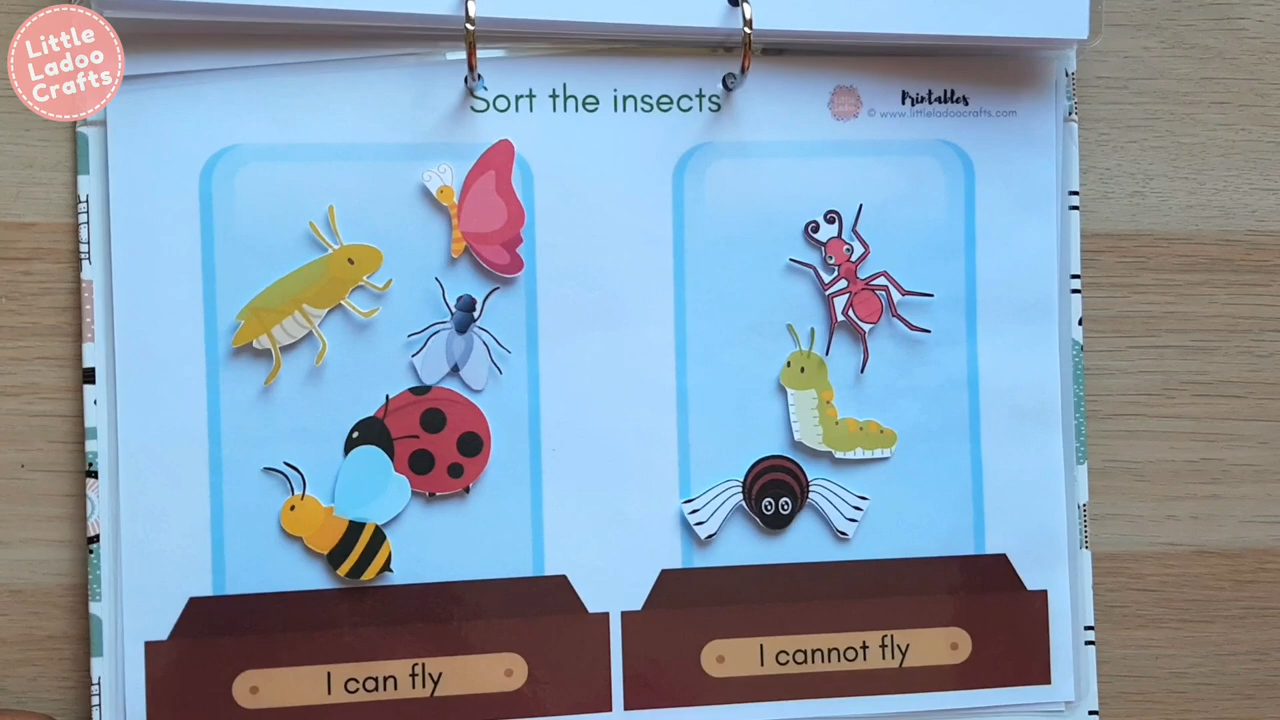 Little
Ladoo
Crafts
Sort the insects
Printables
© www.littleladoocrafts.com
I can fly
I cannot fly